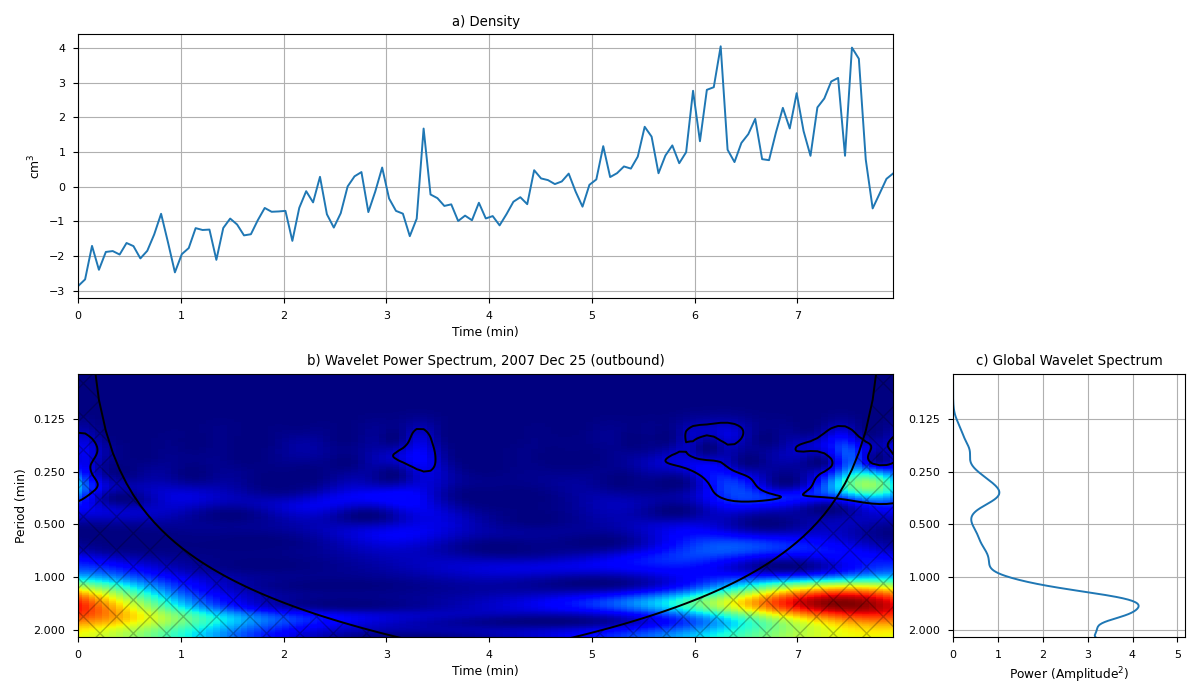 a) Density
4
3
2
1
0
−1
−2
−3
cm³
0 1 2 3 4 5 6 7
Time (min)
b) Wavelet Power Spectrum, 2007 Dec 25 (outbound)
0.125
0.250
0.500
1.000
2.000
Period (min)
0 1 2 3 4 5 6 7
Time (min)
c) Global Wavelet Spectrum
0.125
0.250
0.500
1.000
2.000
0 1 2 3 4 5
Power (Amplitude²)